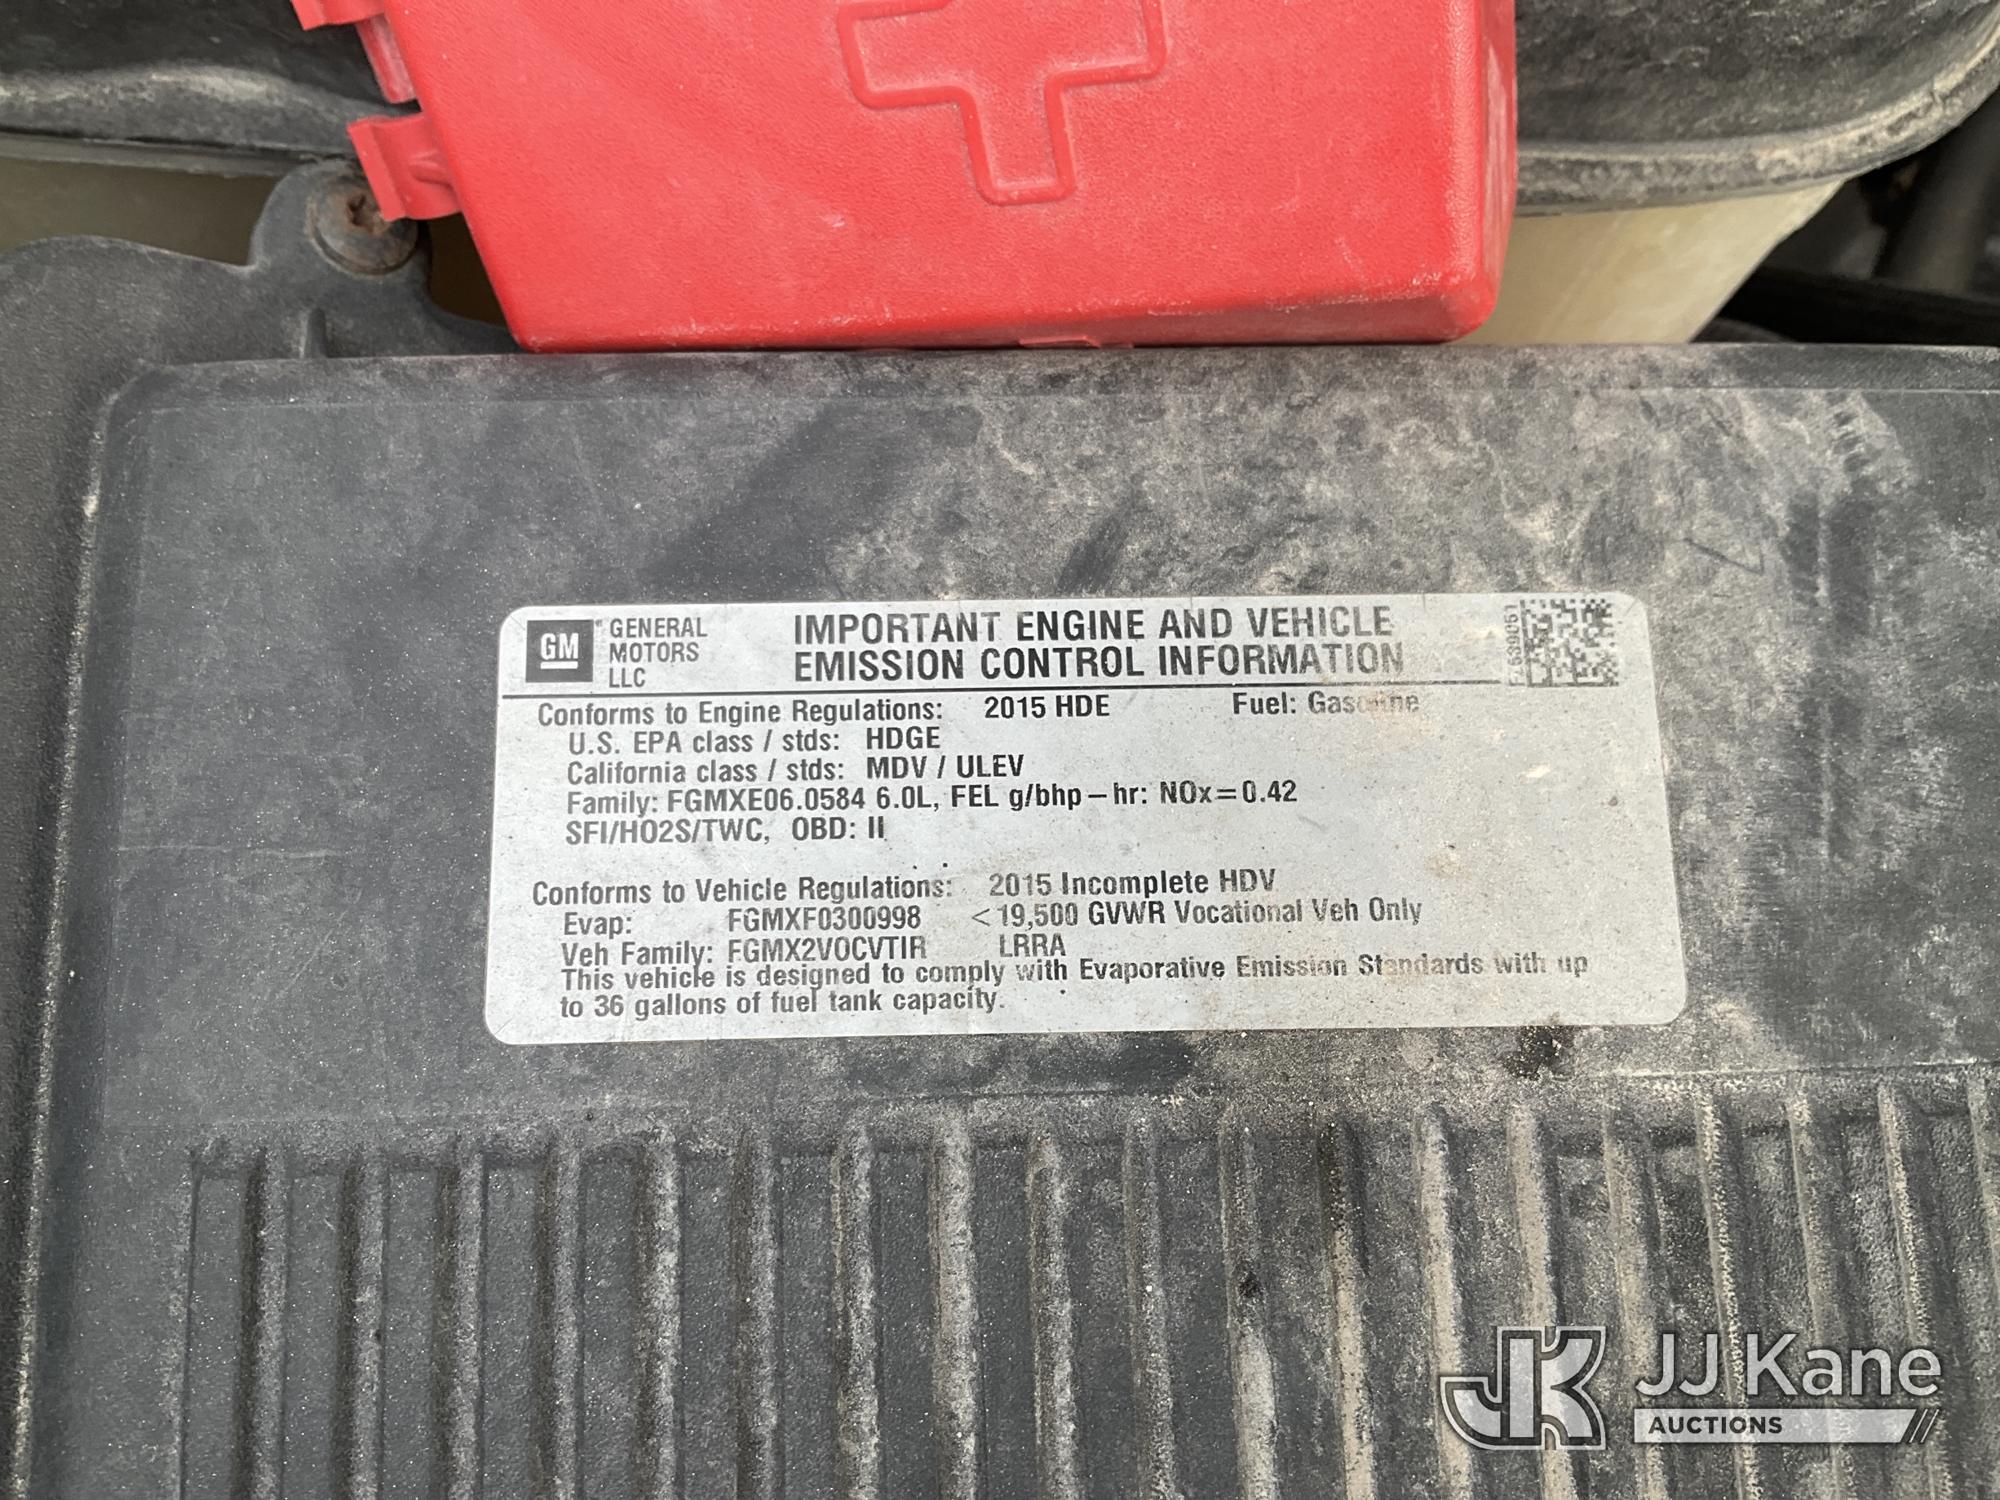 GM
GENERAL
MOTORS
LLC
IMPORTANT ENGINE AND VEHICLE
EMISSION CONTROL INFORMATION
Conforms to Engine Regulations: 2015 HDE Fuel: Gasoline
U.S. EPA class / stds: HDGE
California class / stds: MDV / ULEV
Family: FGMXE06.0584 6.0L, FEL g/bhp – hr: NOx = 0.42
SFI/HO2S/TWC, OBD: II
Conforms to Vehicle Regulations: 2015 Incomplete HDV
Evap: FGMXF0300998 < 19,500 GVWR Vocational Veh Only
Veh Family: FGMX2VOCVTIR LRRA
This vehicle is designed to comply with Evaporative Emission Standards with up
to 36 gallons of fuel tank capacity.
JK
JJ Kane
AUCTIONS